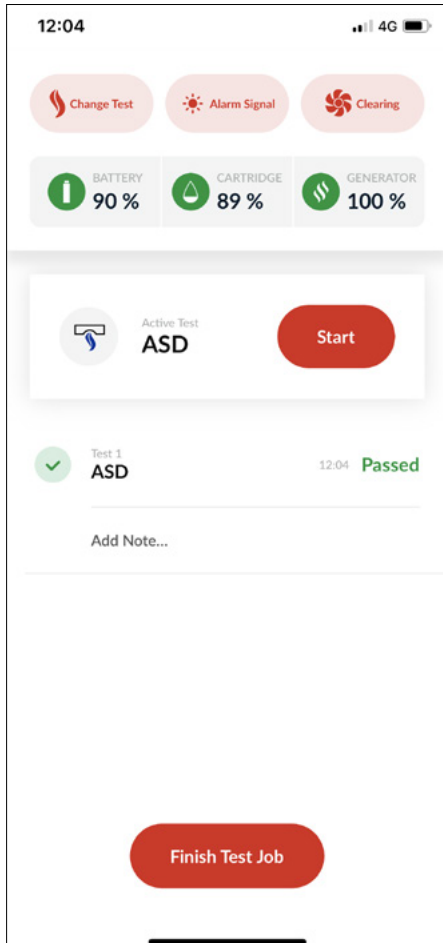 12:04 4G
Change Test Alarm Signal Clearing
BATTERY CARTRIDGE GENERATOR
90 % 89 % 100 %
Active Test
ASD
Start
Test 1
ASD
12:04 Passed
Add Note...
Finish Test Job